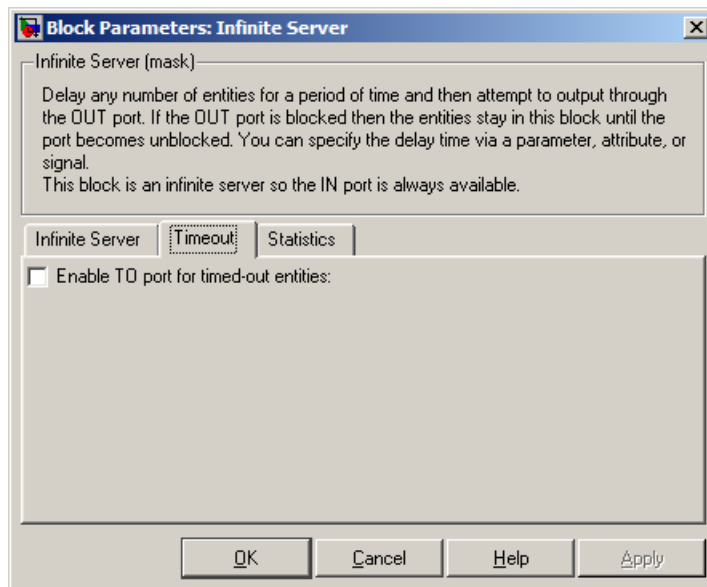 Block Parameters: Infinite Server
Infinite Server (mask)
Delay any number of entities for a period of time and then attempt to output through
the OUT port. If the OUT port is blocked then the entities stay in this block until the
port becomes unblocked. You can specify the delay time via a parameter, attribute, or
signal.
This block is an infinite server so the IN port is always available.
Infinite Server Timeout Statistics
Enable TO port for timed-out entities:
OK Cancel Help Apply